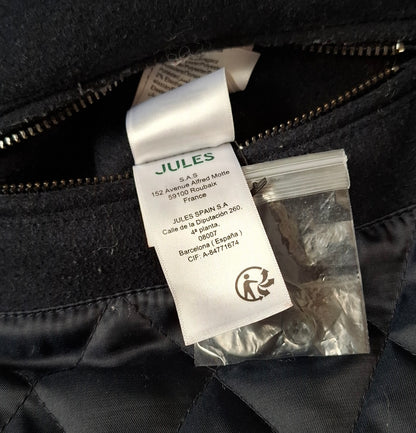 JULES
S.A.S
152 Avenue Alfred Motte
59100 Roubaix
France
JULES SPAIN S.A
Calle de la Diputación 260,
4ª planta,
08007
Barcelona ( España )
CIF: A-84771674